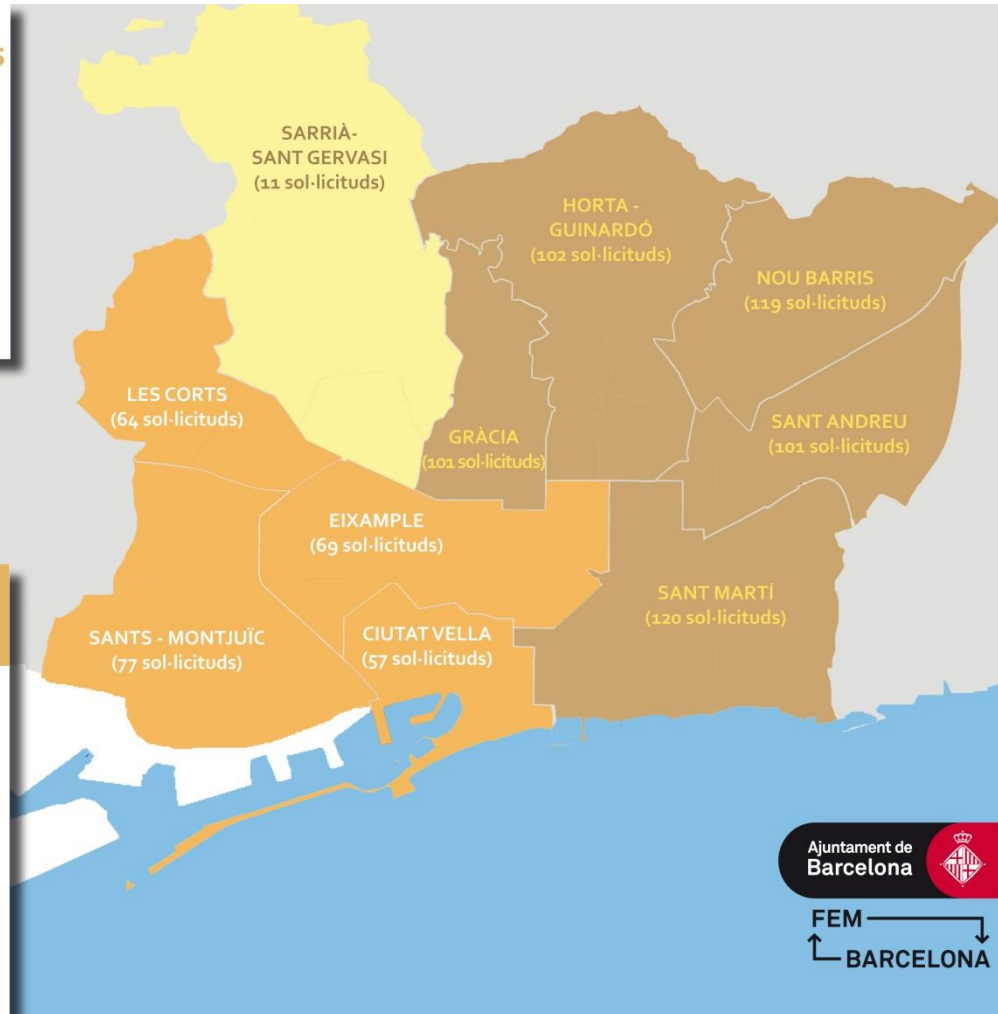 S
SARRIÀ-
SANT GERVASI
(11 sol·licituds)
HORTA -
GUINARDÓ
(102 sol·licituds)
NOU BARRIS
(119 sol·licituds)
LES CORTS
(64 sol·licituds)
GRÀCIA
(101 sol·licituds)
SANT ANDREU
(101 sol·licituds)
EIXAMPLE
(69 sol·licituds)
SANT MARTÍ
(120 sol·licituds)
SANTS - MONTJUÏC
(77 sol·licituds)
CIUTAT VELLA
(57 sol·licituds)
Ajuntament de
Barcelona
FEM
BARCELONA